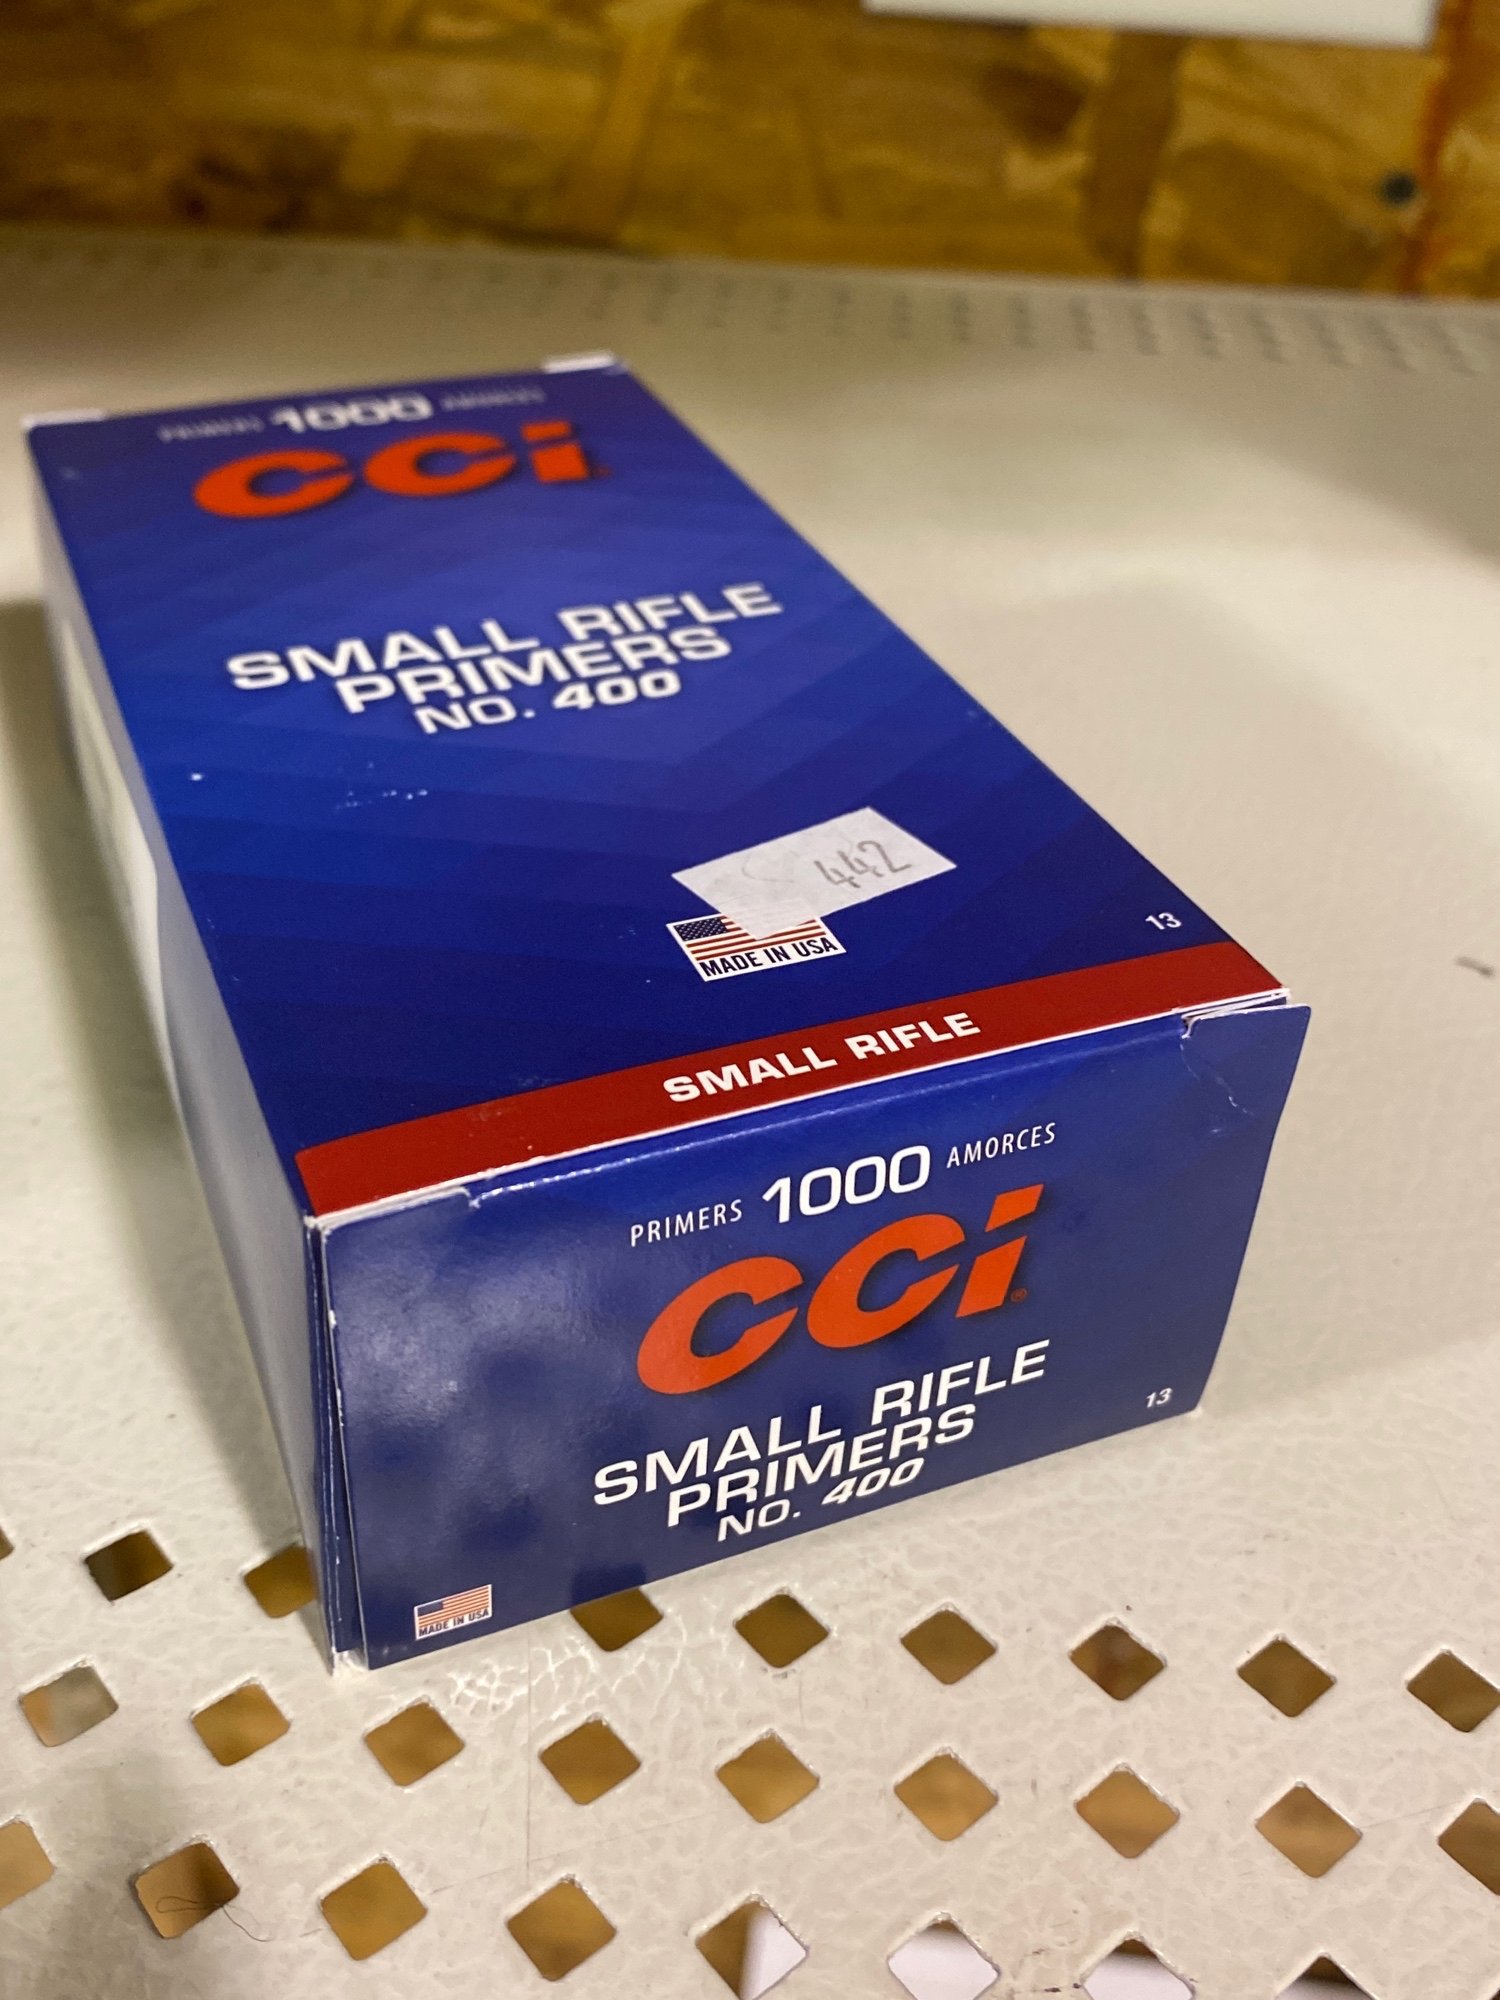 PRIMERS 1000 AMORCES
CCI
SMALL RIFLE
PRIMERS
NO. 400
442
MADE IN USA
13
SMALL RIFLE
PRIMERS 1000 AMORCES
CCI®
SMALL RIFLE
PRIMERS
NO. 400
13
MADE IN USA